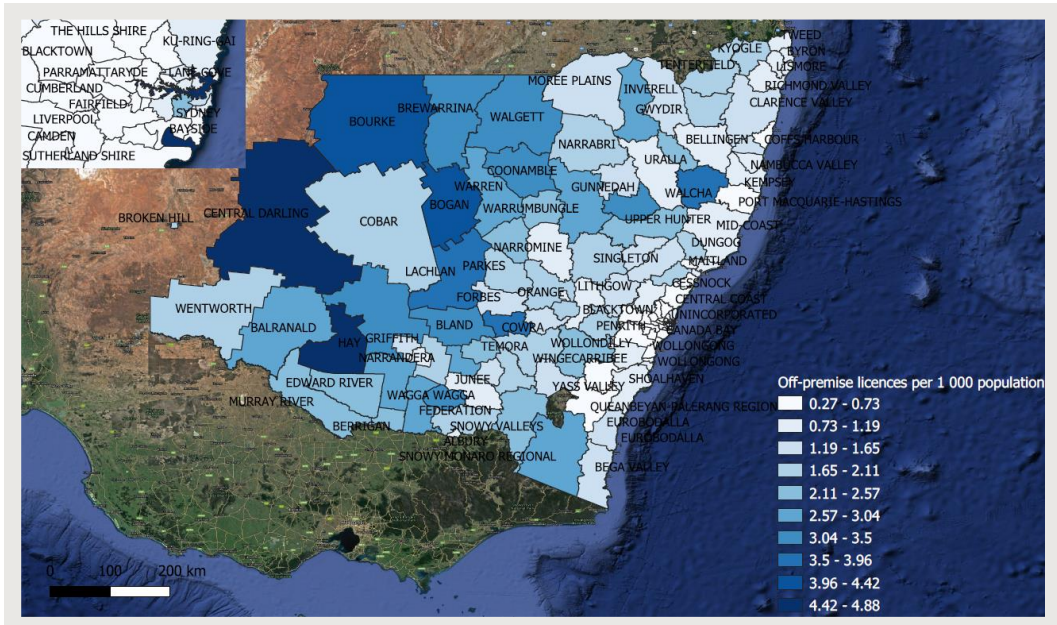 THE HILLS SHIRE
KU-RING-GAI
BLACKTOWN
PARRAMATTARYDE
LANE COVE
CUMBERLAND
FAIRFIELD
SYDNEY
LIVERPOOL
BAYSIDE
CAMDEN
SUTHERLAND SHIRE
TWEED
KYOGLE
BYRON
TENTERFIELD
LISMORE
MOREE PLAINS
INVERELL
RICHMOND VALLEY
GWYDIR
CLARENCE VALLEY
BREWARRINA
WALGETT
BOURKE
BELLINGEN
COFFS HARBOUR
NARRABRI
URALLA
NAMBUCCA VALLEY
COONAMBLE
KEMPSEY
WARREN
GUNNEDAH
WALCHA
BOGAN
PORT MACQUARIE-HASTINGS
CENTRAL DARLING
WARRUMBUNGLE
BROKEN HILL
COBAR
UPPER HUNTER
MID-COAST
NARROMINE
DUNGOG
SINGLETON
MAITLAND
LACHLAN
PARKES
CESSNOCK
WENTWORTH
FORBES
ORANGE
LITHGOW
CENTRAL COAST
BLACKTOWN
UNINCORPORATED
BALRANALD
BLAND
COWRA
PENRITH
CANADA BAY
HAY
GRIFFITH
TEMORA
WOLLONDILLY
WOLLONGONG
NARRANDERA
WINGECARRIBEE
WOLLONGONG
EDWARD RIVER
JUNEE
YASS VALLEY
SHOALHAVEN
MURRAY RIVER
WAGGA WAGGA
FEDERATION
QUEANBEYAN-PALERANG REGION
BERRIGAN
SNOWY VALLEYS
EUROBODALLA
ALBURY
EUROBODALLA
SNOWY MONARO REGIONAL
BEGA VALLEY
Off-premise licences per 1 000 population
0.27 - 0.73
0.73 - 1.19
1.19 - 1.65
1.65 - 2.11
2.11 - 2.57
2.57 - 3.04
3.04 - 3.5
3.5 - 3.96
3.96 - 4.42
4.42 - 4.88
0 100 200 km